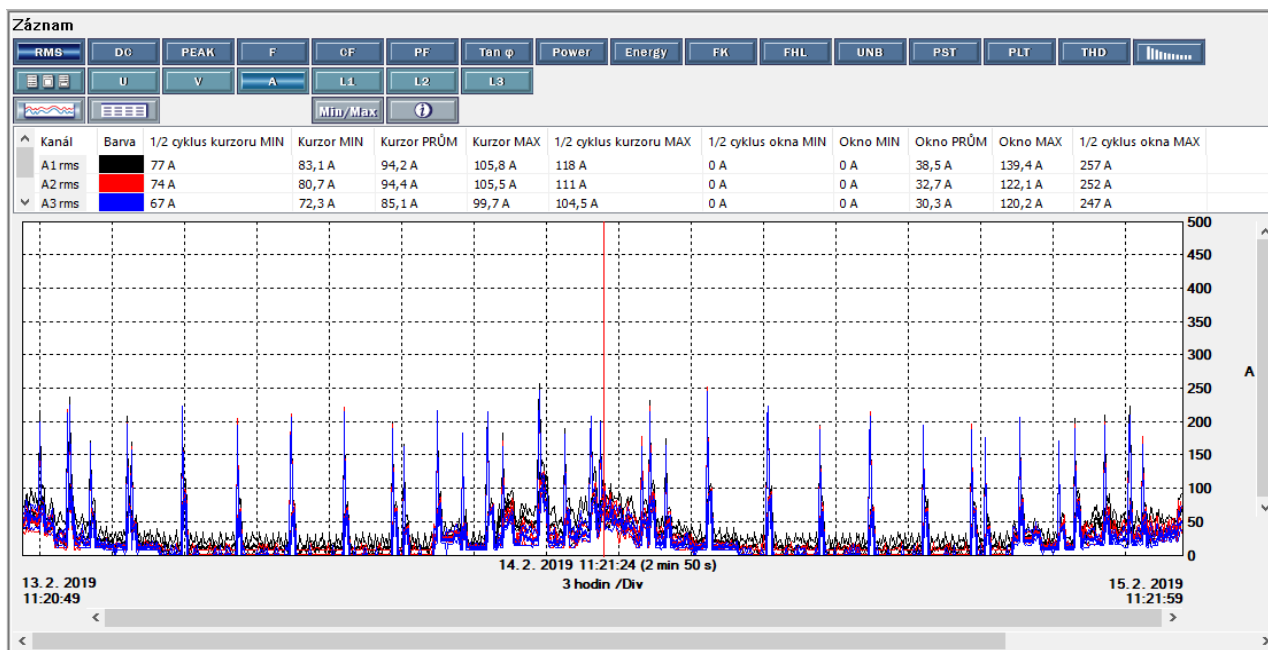 Záznam
RMS DC PEAK F CF PF Tan φ Power Energy FK FHL UNB PST PLT THD
U V A L1 L2 L3
Min/Max
Kanál Barva 1/2 cyklus kurzoru MIN Kurzor MIN Kurzor PRŮM Kurzor MAX 1/2 cyklus kurzoru MAX 1/2 cyklus okna MIN Okno MIN Okno PRŮM Okno MAX 1/2 cyklus okna MAX
A1 rms 77 A 83,1 A 94,2 A 105,8 A 118 A 0 A 0 A 38,5 A 139,4 A 257 A
A2 rms 74 A 80,7 A 94,4 A 105,5 A 111 A 0 A 0 A 32,7 A 122,1 A 252 A
A3 rms 67 A 72,3 A 85,1 A 99,7 A 104,5 A 0 A 0 A 30,3 A 120,2 A 247 A
500
450
400
350
300
A
250
200
150
100
50
0
14. 2. 2019 11:21:24 (2 min 50 s)
13. 2. 2019 3 hodin /Div 15. 2. 2019
11:20:49 11:21:59